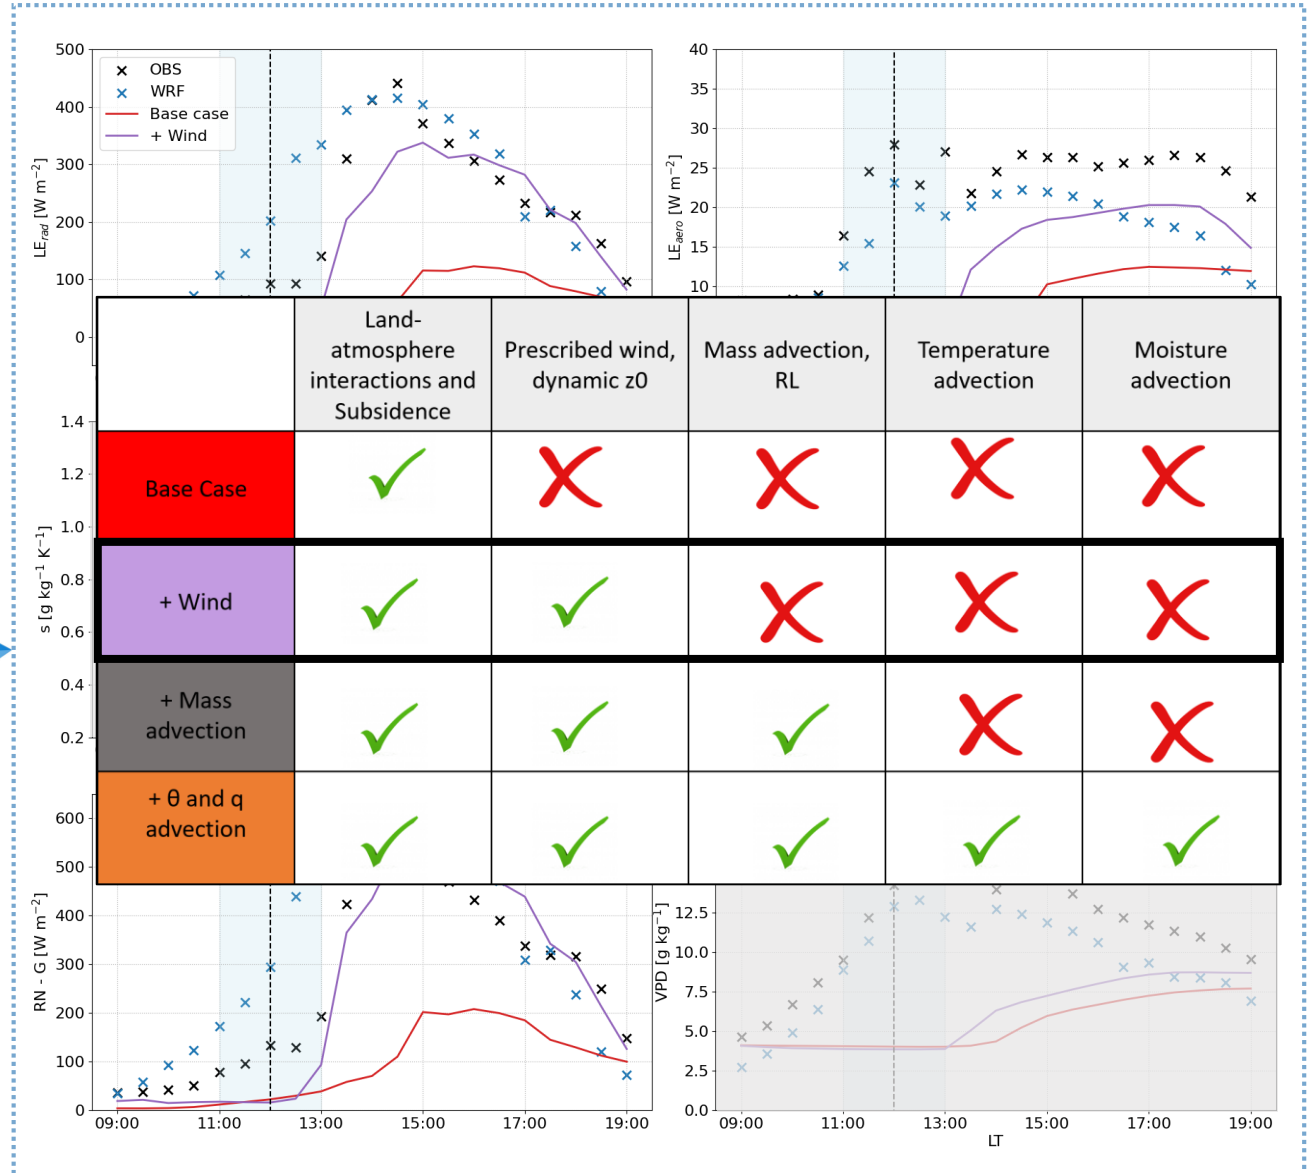 500
400
300
200
100
0
LE_rad [W m⁻²]
OBS
WRF
Base case
+ Wind
40
35
30
25
20
15
10
LE_aero [W m⁻²]
Land-
atmosphere
interactions and
Subsidence
Prescribed wind,
dynamic z0
Mass advection,
RL
Temperature
advection
Moisture
advection
Base Case
+ Wind
+ Mass
advection
+ θ and q
advection
1.4
1.2
1.0
0.8
0.6
0.4
0.2
s [g kg⁻¹ K⁻¹]
600
500
400
300
200
100
0
RN - G [W m⁻²]
09:00 11:00 13:00 15:00 17:00 19:00
12.5
10.0
7.5
5.0
2.5
0.0
VPD [g kg⁻¹]
09:00 11:00 13:00 15:00 17:00 19:00
LT